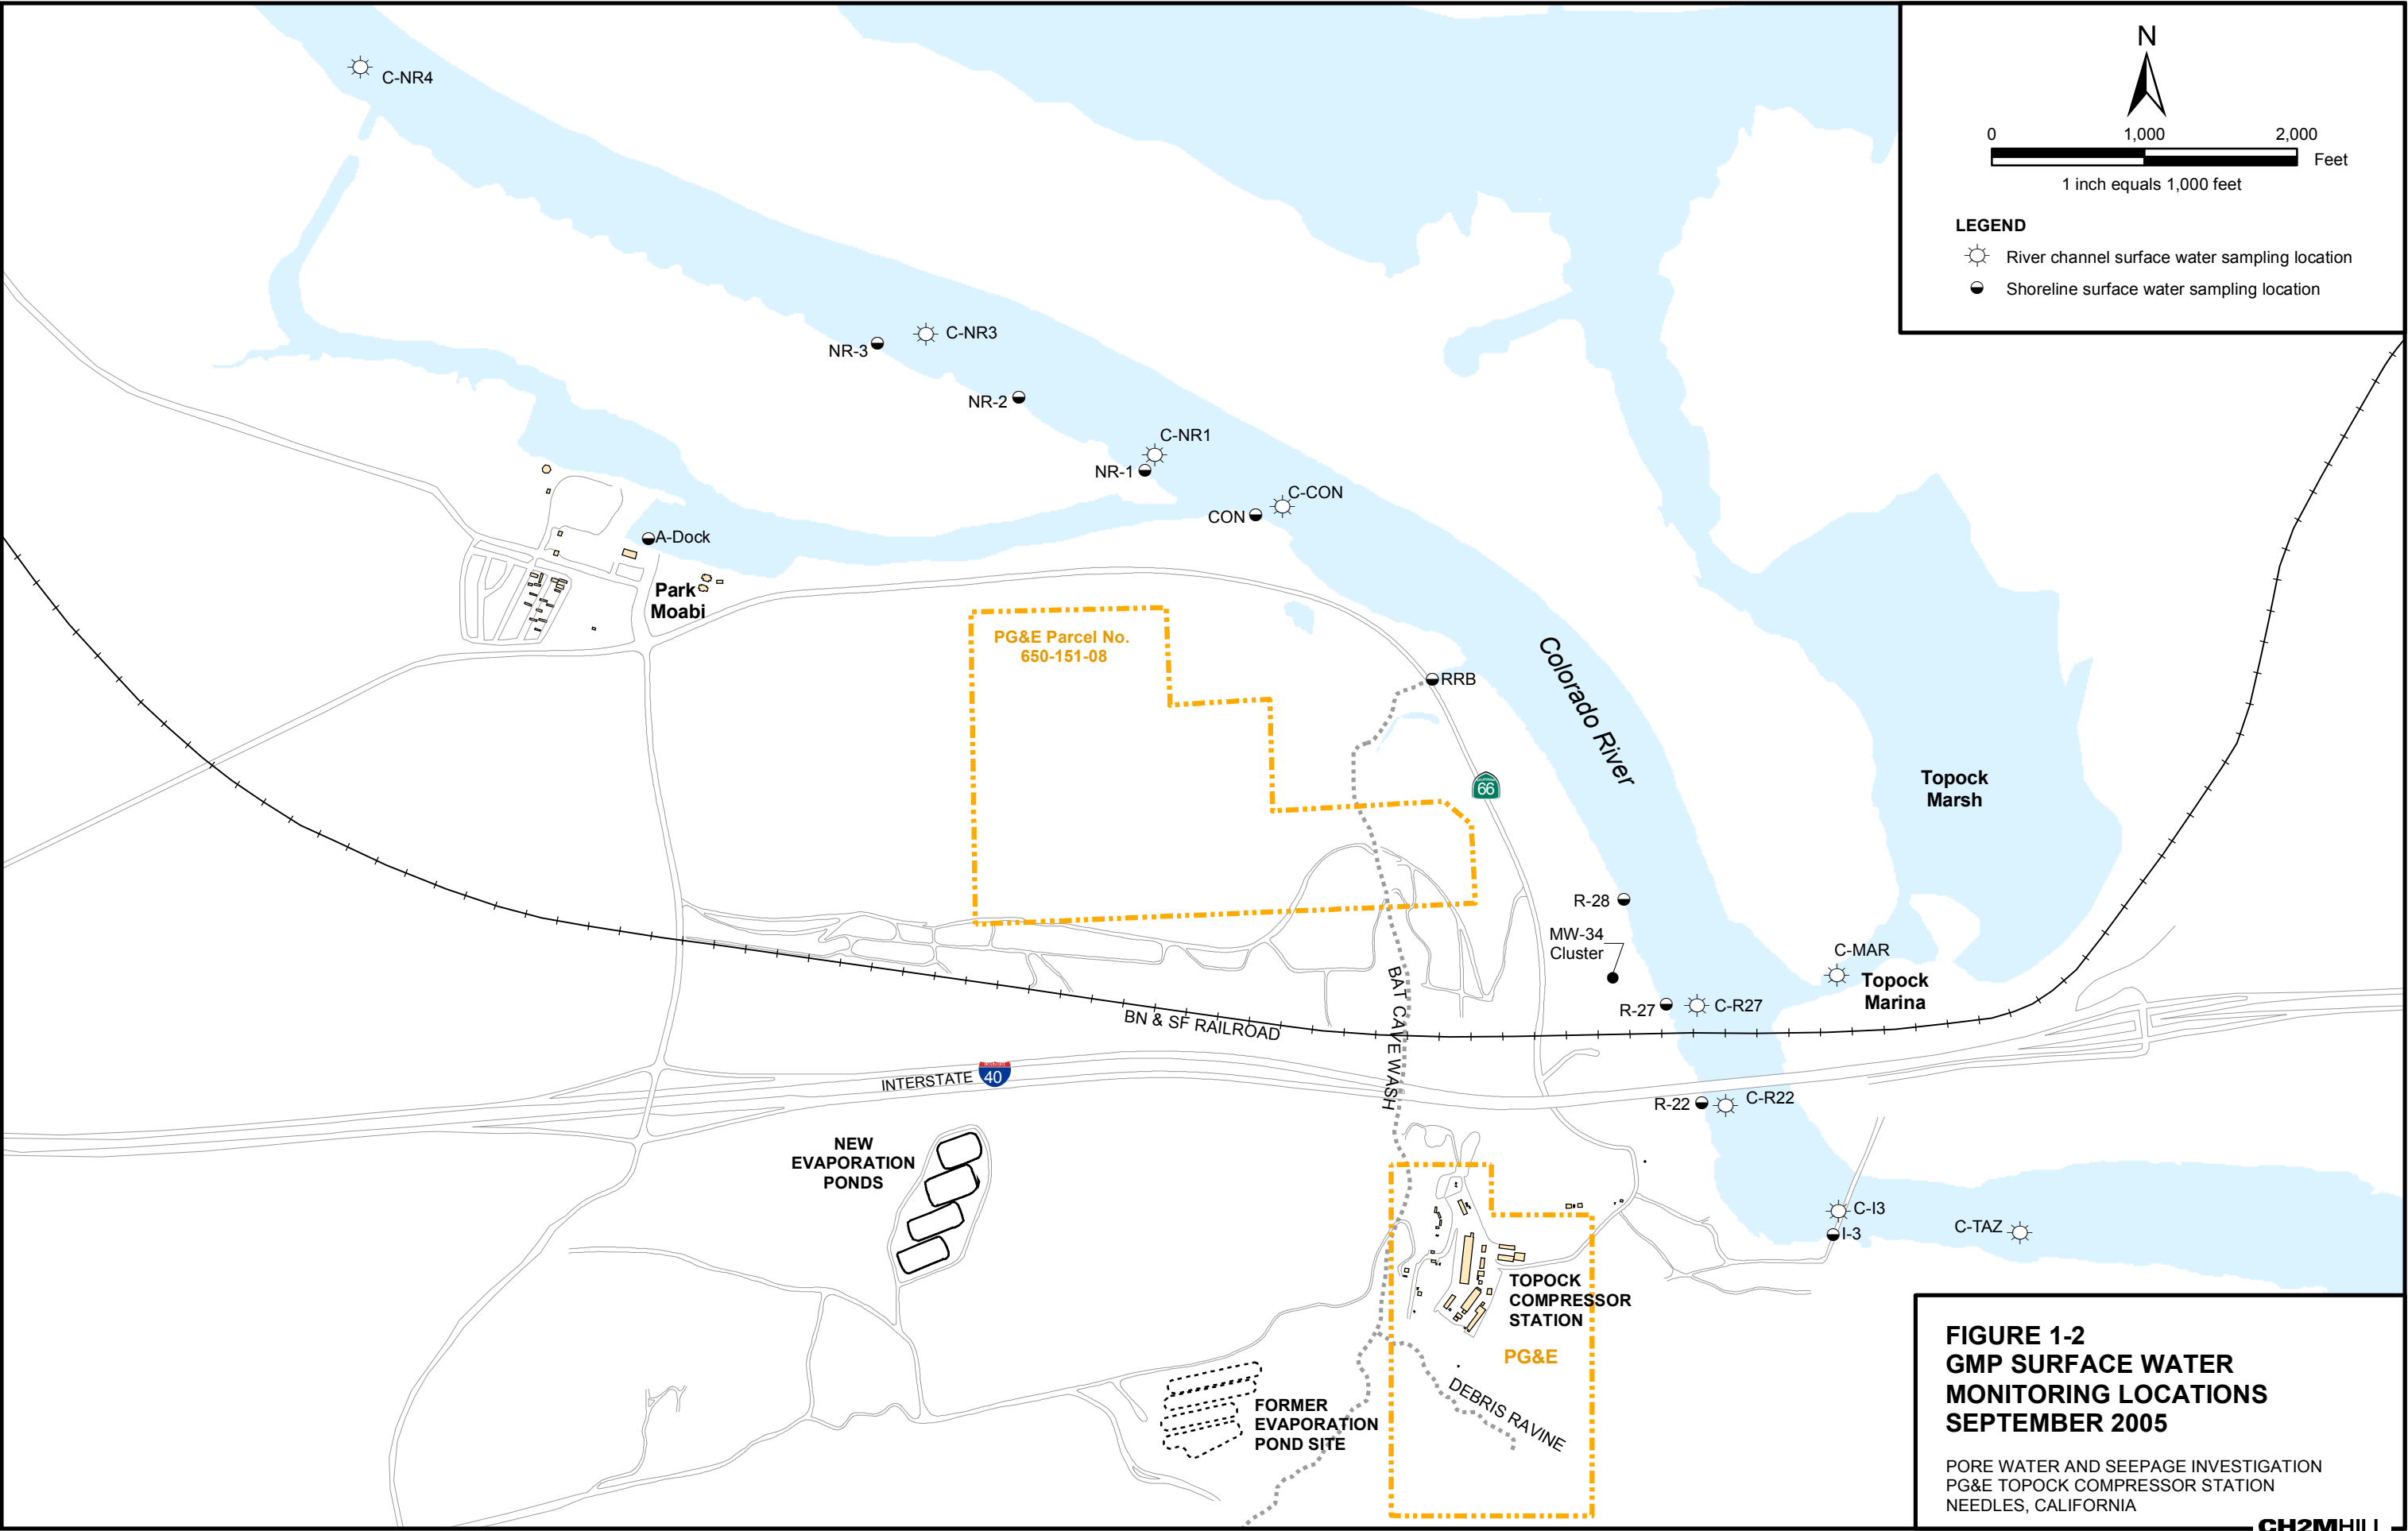 C-NR4
N
0 1,000 2,000
Feet
1 inch equals 1,000 feet
LEGEND
River channel surface water sampling location
Shoreline surface water sampling location
C-NR3
NR-3
NR-2
C-NR1
NR-1
C-CON
CON
A-Dock
Park
Moabi
PG&E Parcel No.
650-151-08
RRB
Colorado River
66
Topock
Marsh
R-28
MW-34
Cluster
C-MAR
Topock
Marina
R-27
C-R27
BAT CAVE WASH
BN & SF RAILROAD
INTERSTATE 40
R-22
C-R22
NEW
EVAPORATION
PONDS
C-I3
I-3
C-TAZ
TOPOCK
COMPRESSOR
STATION
PG&E
DEBRIS RAVINE
FORMER
EVAPORATION
POND SITE
FIGURE 1-2
GMP SURFACE WATER
MONITORING LOCATIONS
SEPTEMBER 2005
PORE WATER AND SEEPAGE INVESTIGATION
PG&E TOPOCK COMPRESSOR STATION
NEEDLES, CALIFORNIA
CH2MHILL